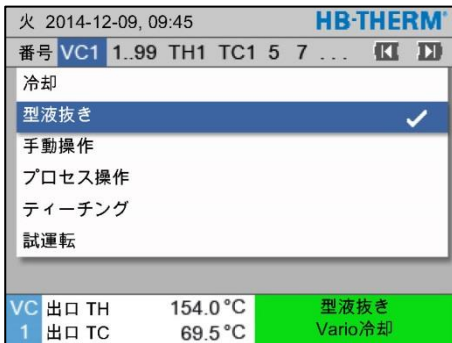 火 2014-12-09, 09:45 HB-THERM®
番号 VC1 1..99 TH1 TC1 5 7 ...
冷却
型液抜き
手動操作
プロセス操作
ティーチング
試運転
VC 出口 TH 154.0 °C 型液抜き
1 出口 TC 69.5 °C Vario冷却